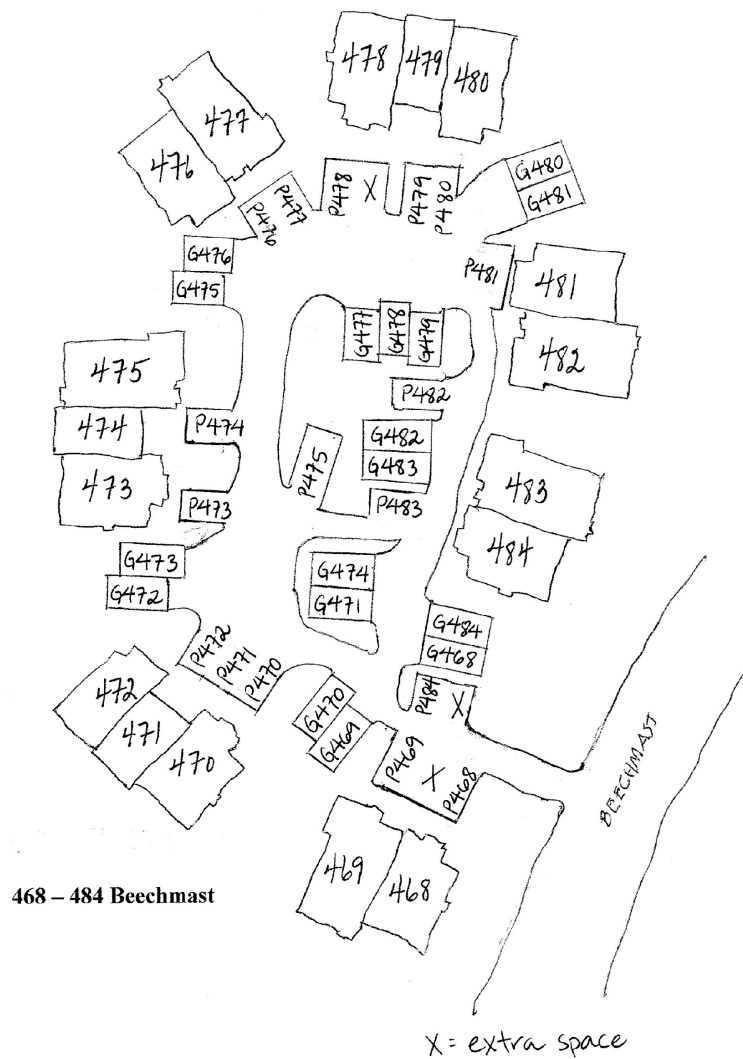 478
479
480
477
476
G480
G481
P478
X
P479
P480
P477
P476
G476
G475
P481
481
482
G477
G478
G479
475
474
473
P474
P482
G482
G483
P475
P483
P473
483
484
G473
G472
G474
G471
G484
G468
P472
P471
P470
P484
X
472
471
470
G470
G469
P469
X
P468
BEECHMAST
469
468
468 – 484 Beechmast
X = extra space